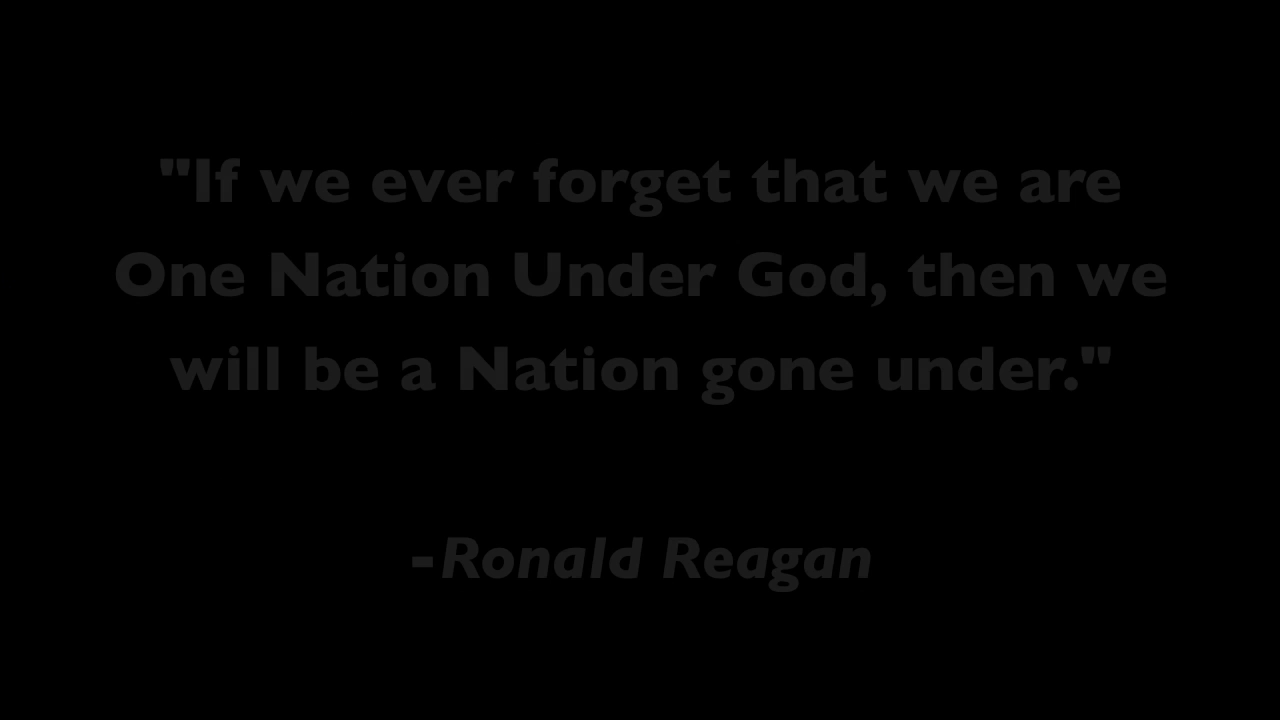 "If we ever forget that we are
One Nation Under God, then we
will be a Nation gone under."
-Ronald Reagan